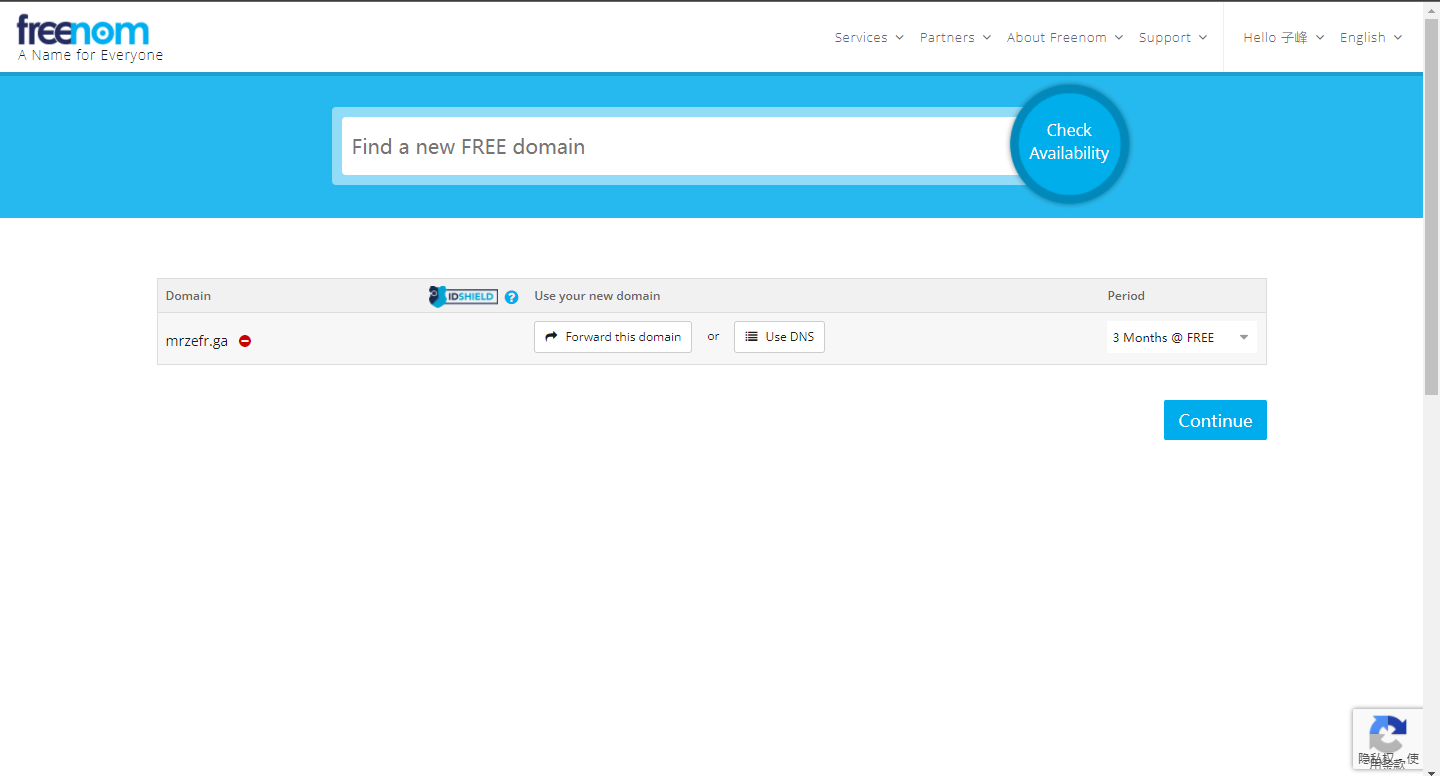 freenom
A Name for Everyone
Services
Partners
About Freenom
Support
Hello 子峰
English
Find a new FREE domain
Check
Availability
Domain
IDSHIELD
?
Use your new domain
Period
mrzefr.ga
Forward this domain
or
Use DNS
3 Months @ FREE
Continue
隐私权 - 使
用条款